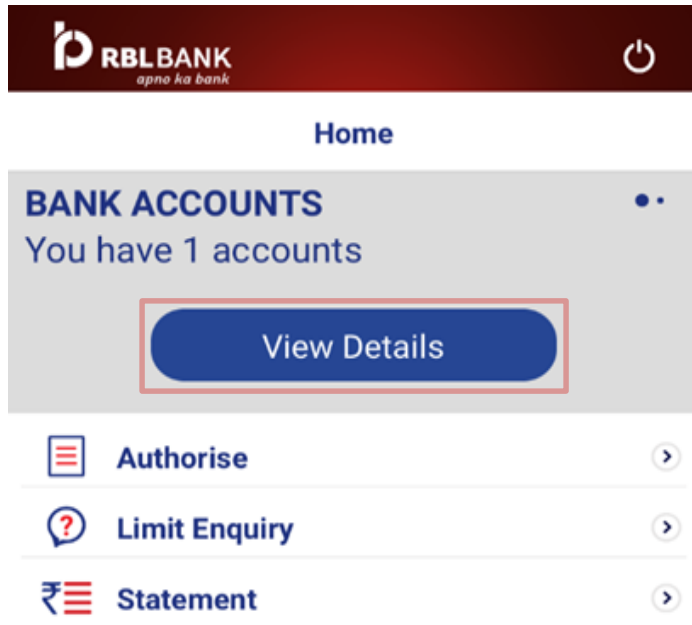 RBLBANK
apno ka bank
Home
BANK ACCOUNTS
You have 1 accounts
View Details
Authorise
? Limit Enquiry
₹ Statement